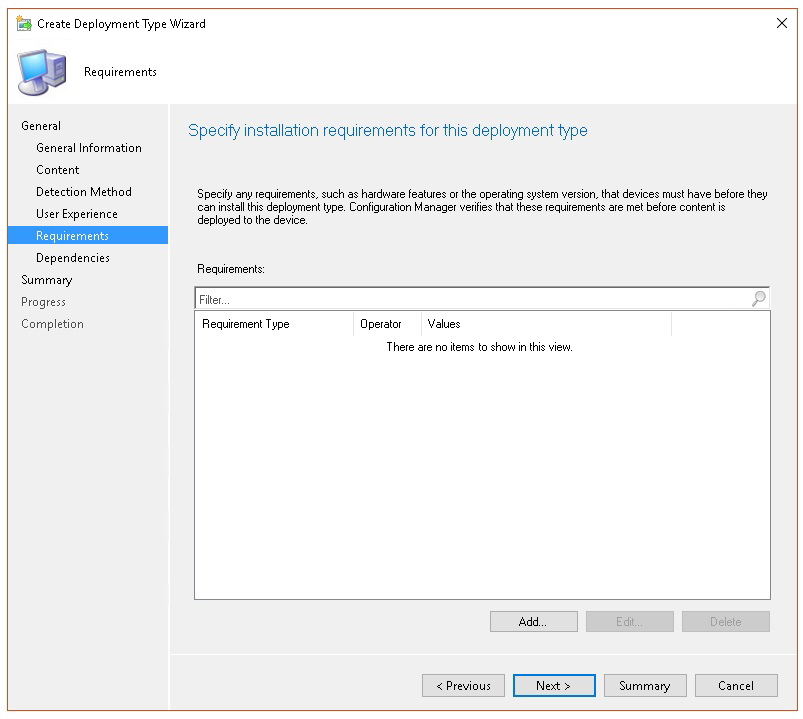 Create Deployment Type Wizard
Requirements
General
General Information
Content
Detection Method
User Experience
Requirements
Dependencies
Summary
Progress
Completion
Specify installation requirements for this deployment type
Specify any requirements, such as hardware features or the operating system version, that devices must have before they
can install this deployment type. Configuration Manager verifies that these requirements are met before content is
deployed to the device.
Requirements:
Filter...
Requirement Type Operator Values
There are no items to show in this view.
Add... Edit... Delete
< Previous Next > Summary Cancel